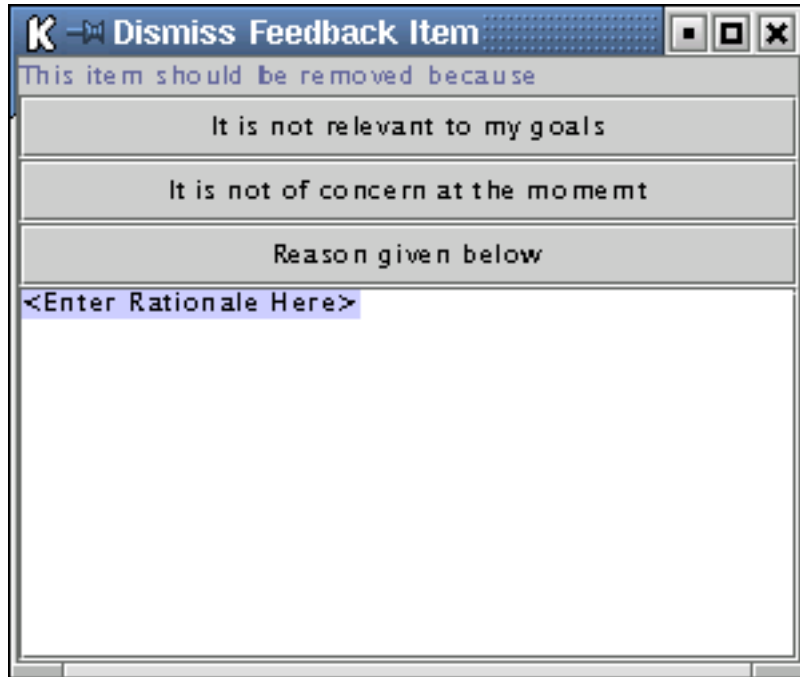 Dismiss Feedback Item
This item should be removed because
It is not relevant to my goals
It is not of concern at the momemt
Reason given below
<Enter Rationale Here>